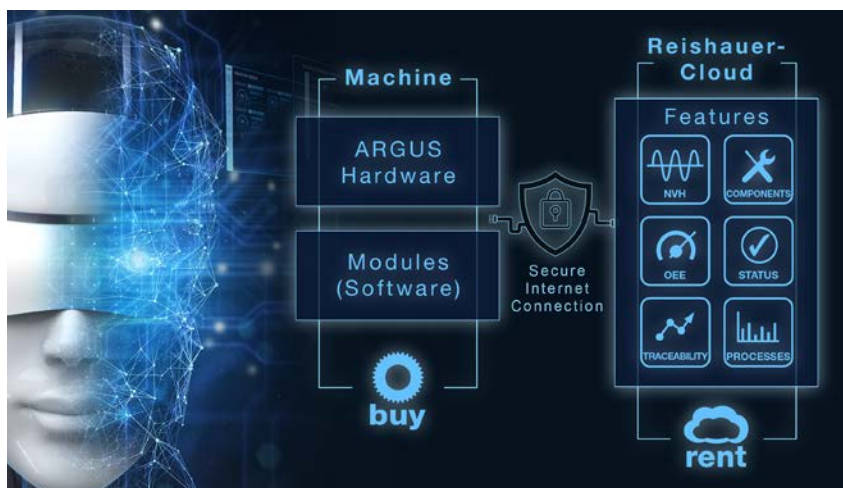 Machine
ARGUS
Hardware
Modules
(Software)
buy
Secure
Internet
Connection
Reishauer-
Cloud
Features
NVH
COMPONENTS
OEE
STATUS
TRACEABILITY
PROCESSES
rent